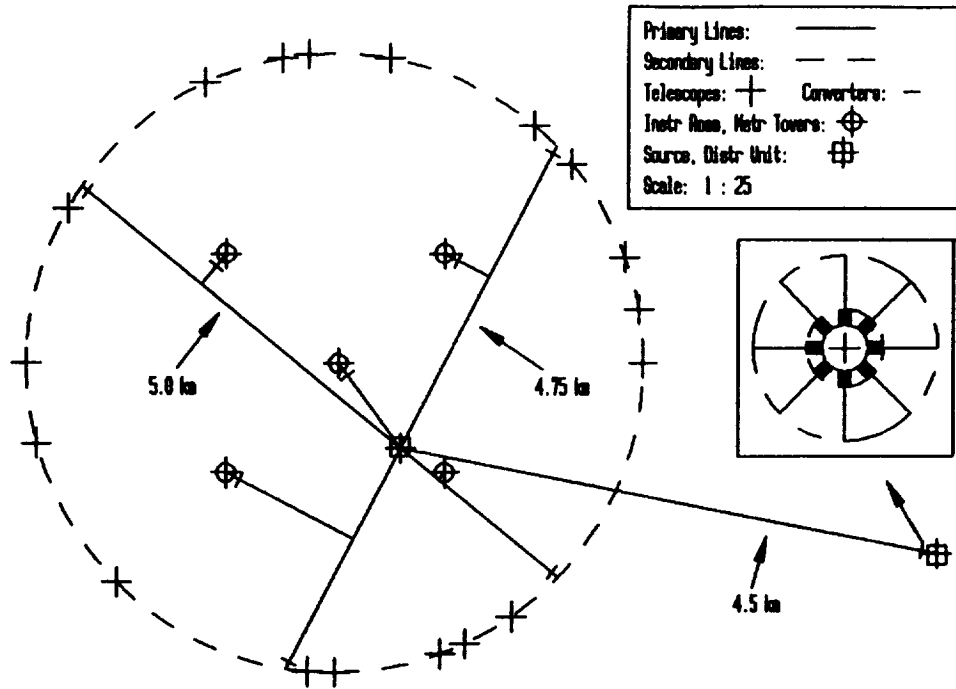 Primary Lines:
Secondary Lines:
Telescopes: Converters:
Instr Rooms, Metr Towers:
Source, Distr Unit:
Scale: 1 : 25
5.0 km
4.75 km
4.5 km